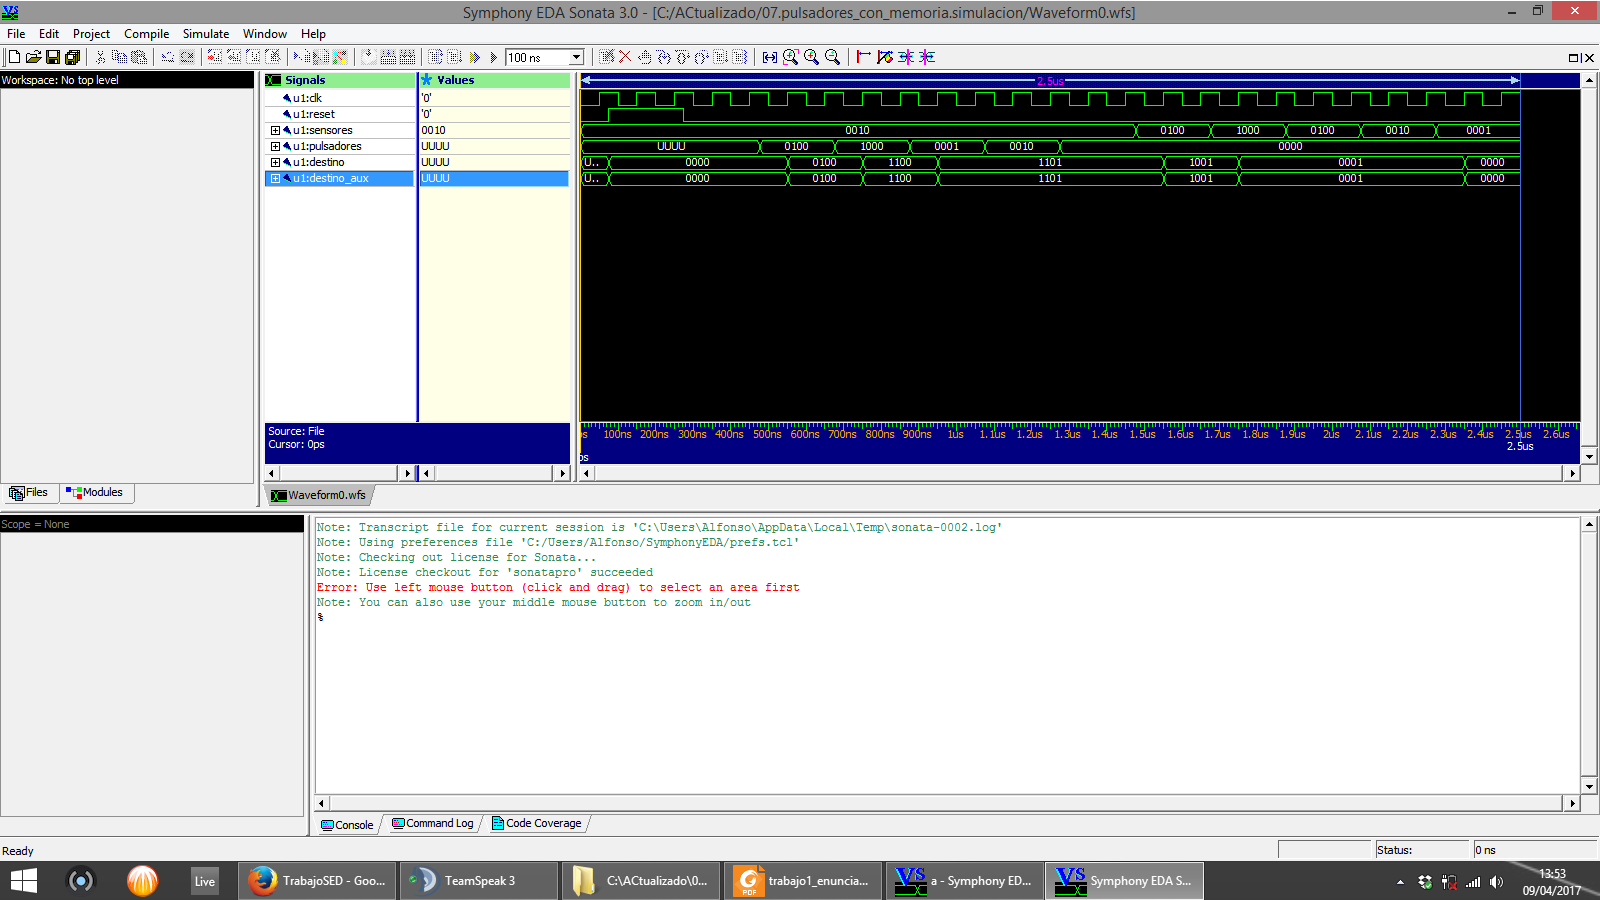 Symphony EDA Sonata 3.0 - [C:/ACtualizado/07.pulsadores_con_memoria.simulacion/Waveform0.wfs]
File Edit Project Compile Simulate Window Help
100 ns
Workspace: No top level
Signals Values
2.5us
u1:clk '0'
u1:reset '0'
u1:sensores 0010 0010 0100 1000 0100 0010 0001
u1:pulsadores UUUU UUUU 0100 1000 0001 0010 0000
u1:destino UUUU U.. 0000 0100 1100 1101 1001 0001 0000
u1:destino_aux UUUU U.. 0000 0100 1100 1101 1001 0001 0000
Source: File
Cursor: 0ps
ps 100ns 200ns 300ns 400ns 500ns 600ns 700ns 800ns 900ns 1us 1.1us 1.2us 1.3us 1.4us 1.5us 1.6us 1.7us 1.8us 1.9us 2us 2.1us 2.2us 2.3us 2.4us 2.5us 2.6us
2.5us
ps
Files Modules
Waveform0.wfs
Scope = None
Note: Transcript file for current session is 'C:\Users\Alfonso\AppData\Local\Temp\sonata-0002.log'
Note: Using preferences file 'C:/Users/Alfonso/SymphonyEDA/prefs.tcl'
Note: Checking out license for Sonata...
Note: License checkout for 'sonatapro' succeeded
Error: Use left mouse button (click and drag) to select an area first
Note: You can also use your middle mouse button to zoom in/out
%
Console Command Log Code Coverage
Ready Status: 0 ns
Live TrabajoSED - Goo... TeamSpeak 3 C:\ACtualizado\0... PDF trabajo1_enuncia... VS a - Symphony ED... VS Symphony EDA S...
13:53
09/04/2017